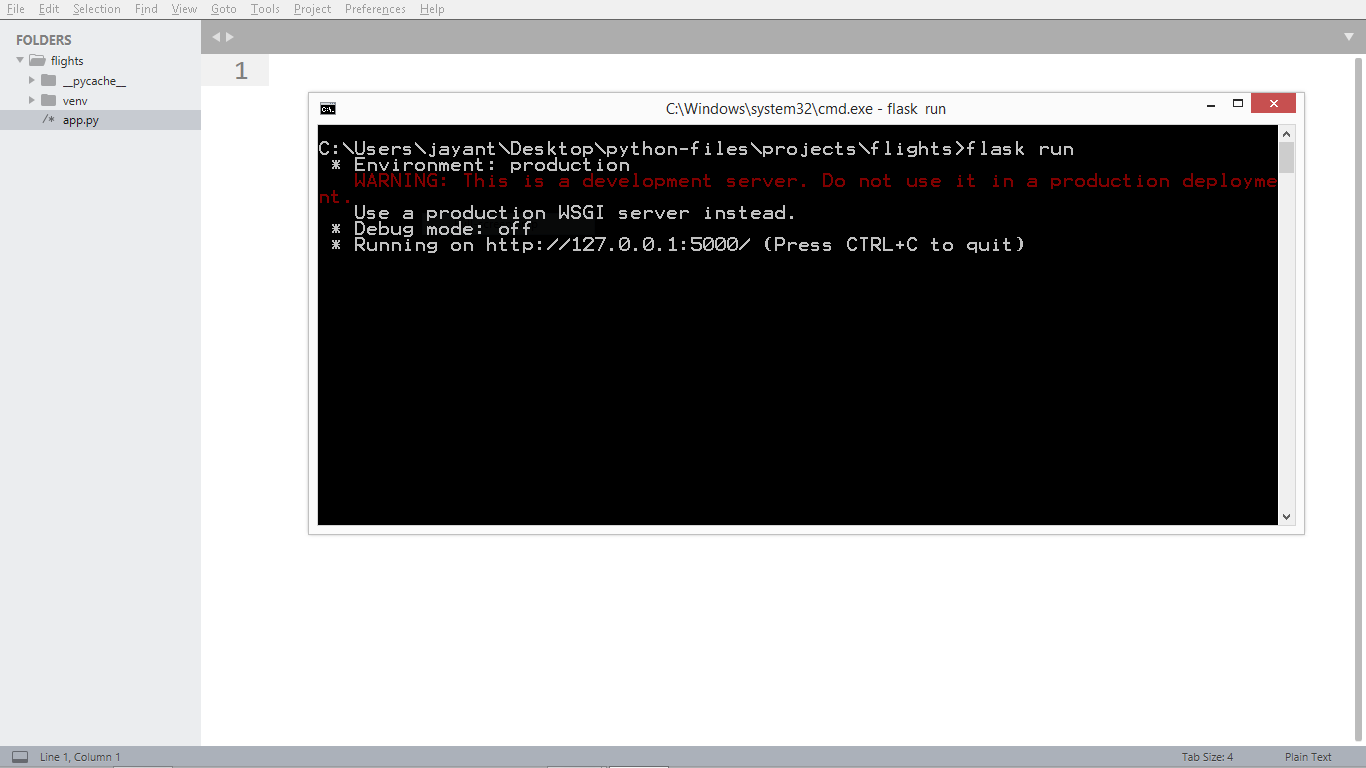 File Edit Selection Find View Goto Tools Project Preferences Help
FOLDERS
flights
__pycache__
venv
/* app.py
1
C:\Windows\system32\cmd.exe - flask run
C:\Users\jayant\Desktop\python-files\projects\flights>flask run
* Environment: production
WARNING: This is a development server. Do not use it in a production deployme
nt.
Use a production WSGI server instead.
* Debug mode: off
* Running on http://127.0.0.1:5000/ (Press CTRL+C to quit)
Line 1, Column 1
Tab Size: 4
Plain Text